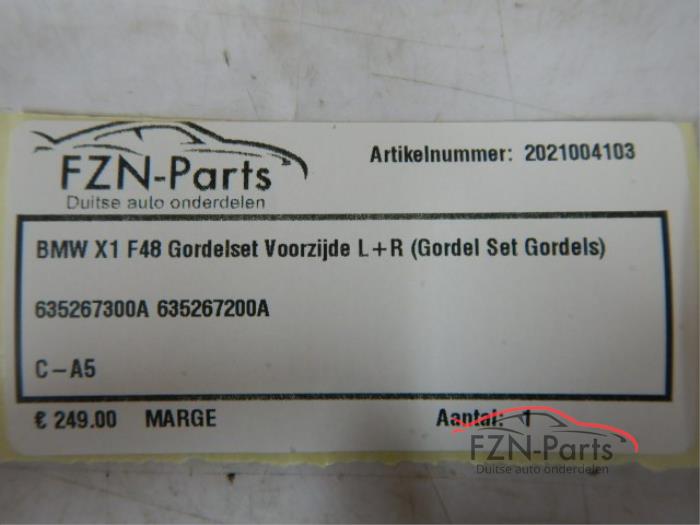 FZN-Parts
Duitse auto onderdelen
Artikelnummer: 2021004103
BMW X1 F48 Gordelset Voorzijde L+R (Gordel Set Gordels)
635267300A 635267200A
C-A5
€ 249.00 MARGE Aantal: 1
FZN-Parts
Duitse auto onderdelen